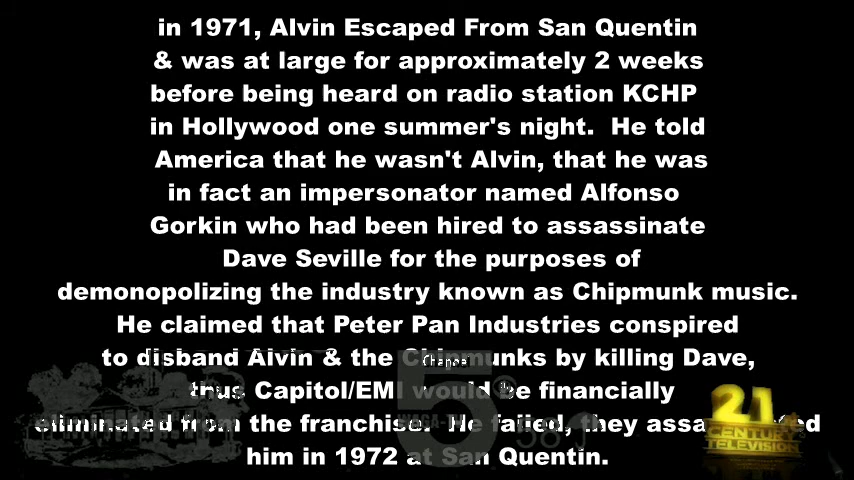 in 1971, Alvin Escaped From San Quentin
& was at large for approximately 2 weeks
before being heard on radio station KCHP
in Hollywood one summer's night. He told
America that he wasn't Alvin, that he was
in fact an impersonator named Alfonso
Gorkin who had been hired to assassinate
Dave Seville for the purposes of
demonopolizing the industry known as Chipmunk music.
He claimed that Peter Pan Industries conspired
to disband Alvin & the Chipmunks by killing Dave,
thus Capitol/EMI would be financially
eliminated from the franchise. He failed, they
him in 1972 at San Quentin.
5
21
CENTURY
TELEVISION